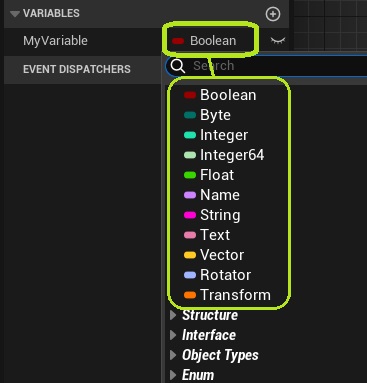 VARIABLES
MyVariable Boolean
EVENT DISPATCHERS
Search
Boolean
Byte
Integer
Integer64
Float
Name
String
Text
Vector
Rotator
Transform
Structure
Interface
Object Types
Enum